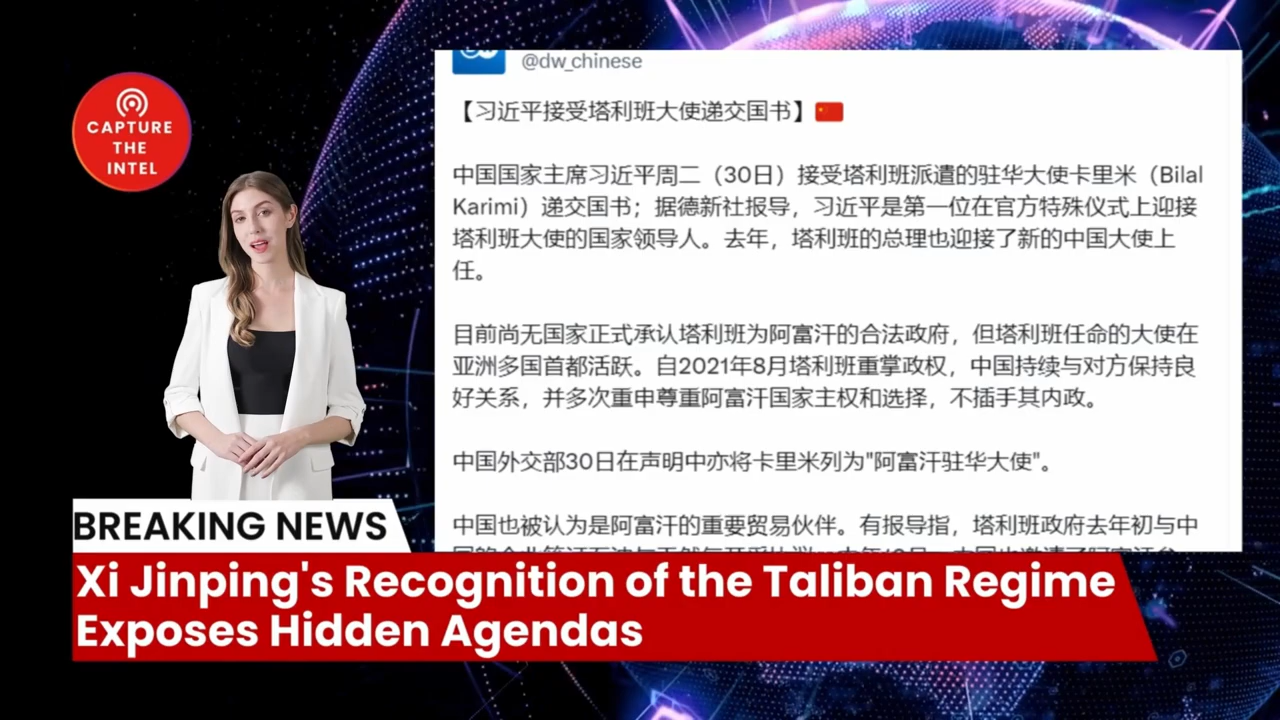 CAPTURE
THE
INTEL
@dw_chinese
【习近平接受塔利班大使递交国书】
中国国家主席习近平周二（30日）接受塔利班派遣的驻华大使卡里米（Bilal
Karimi）递交国书；据德新社报导，习近平是第一位在官方特殊仪式上迎接
塔利班大使的国家领导人。去年，塔利班的总理也迎接了新的中国大使上
任。
目前尚无国家正式承认塔利班为阿富汗的合法政府，但塔利班任命的大使在
亚洲多国首都活跃。自2021年8月塔利班重掌政权，中国持续与对方保持良
好关系，并多次重申尊重阿富汗国家主权和选择，不插手其内政。
中国外交部30日在声明中亦将卡里米列为"阿富汗驻华大使"。
中国也被认为是阿富汗的重要贸易伙伴。有报导指，塔利班政府去年初与中
BREAKING NEWS
Xi Jinping's Recognition of the Taliban Regime
Exposes Hidden Agendas